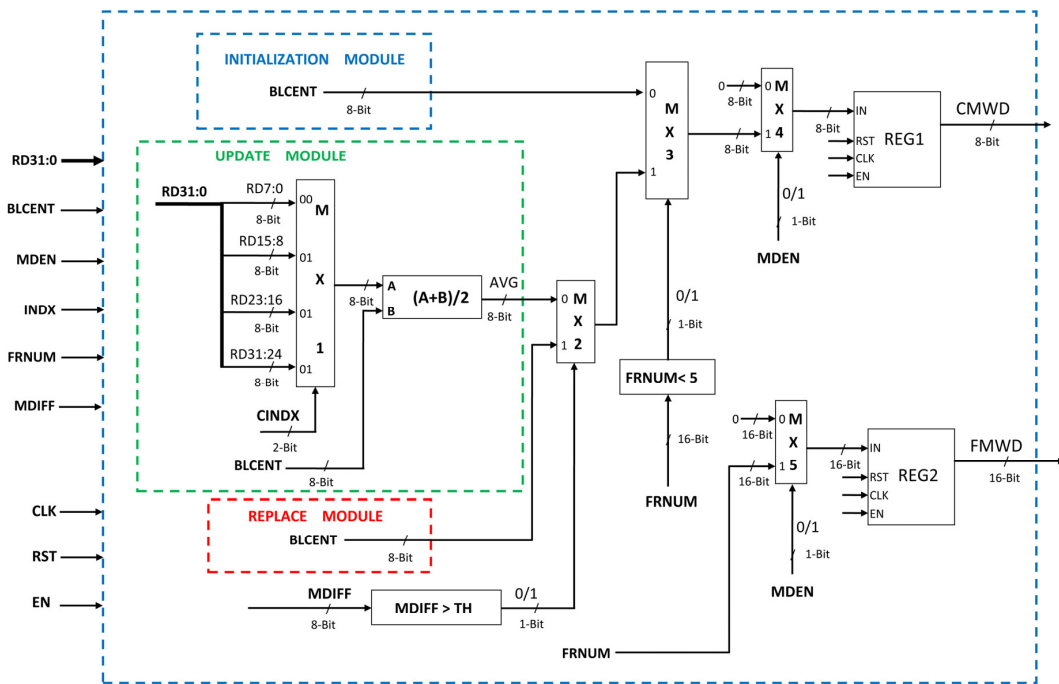 INITIALIZATION MODULE
BLCENT
8-Bit
0
M
X
3
1
0
8-Bit
0
M
X
4
1
8-Bit
8-Bit
IN
RST
CLK
EN
REG1
CMWD
8-Bit
0/1
1-Bit
MDEN
RD31:0
BLCENT
MDEN
INDX
FRNUM
MDIFF
CLK
RST
EN
UPDATE MODULE
RD31:0
RD7:0
8-Bit
00
M
RD15:8
8-Bit
01
X
RD23:16
8-Bit
01
RD31:24
8-Bit
01
1
CINDX
2-Bit
BLCENT
8-Bit
8-Bit
A
B
(A+B)/2
AVG
8-Bit
0
M
X
2
1
0/1
1-Bit
FRNUM< 5
16-Bit
FRNUM
REPLACE MODULE
BLCENT
8-Bit
MDIFF
8-Bit
MDIFF > TH
0/1
1-Bit
FRNUM
0
16-Bit
0
M
X
5
1
16-Bit
16-Bit
IN
RST
CLK
EN
REG2
FMWD
16-Bit
0/1
1-Bit
MDEN